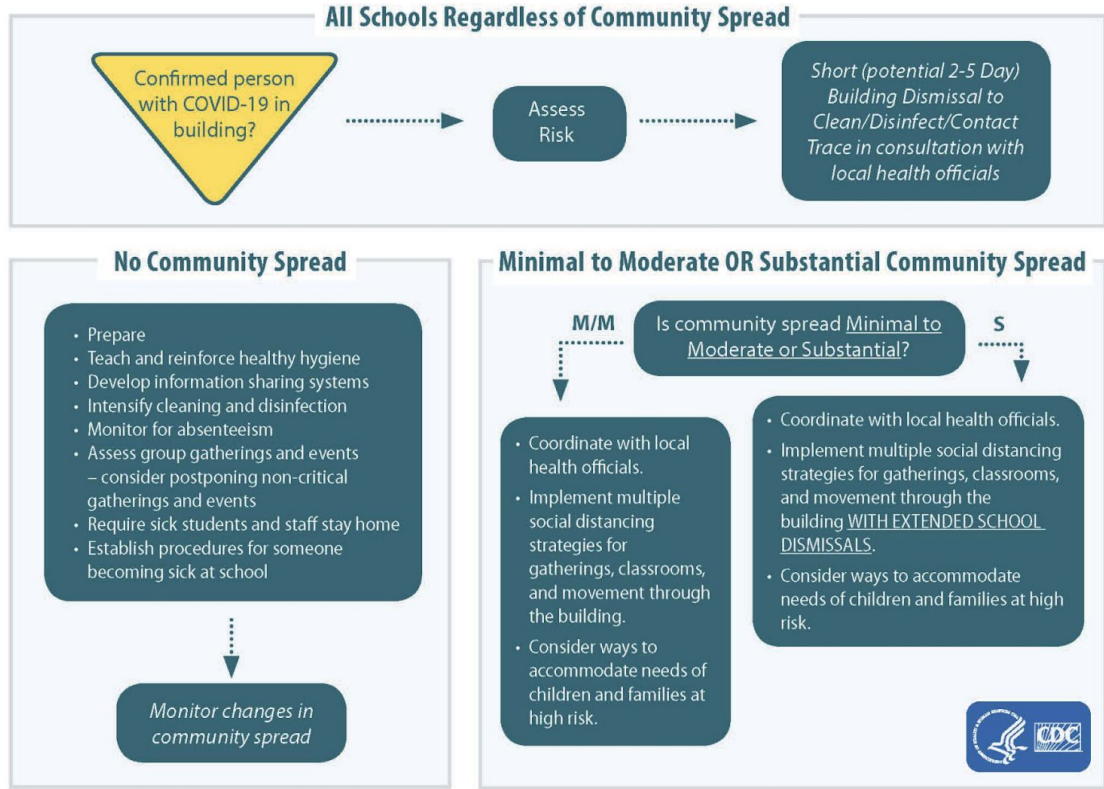 All Schools Regardless of Community Spread
Confirmed person
with COVID-19 in
building?
Assess
Risk
Short (potential 2-5 Day)
Building Dismissal to
Clean/Disinfect/Contact
Trace in consultation with
local health officials
No Community Spread
• Prepare
• Teach and reinforce healthy hygiene
• Develop information sharing systems
• Intensify cleaning and disinfection
• Monitor for absenteeism
• Assess group gatherings and events
– consider postponing non-critical
gatherings and events
• Require sick students and staff stay home
• Establish procedures for someone
becoming sick at school
Monitor changes in
community spread
Minimal to Moderate OR Substantial Community Spread
Is community spread Minimal to
Moderate or Substantial?
M/M
• Coordinate with local
health officials.
• Implement multiple
social distancing
strategies for
gatherings, classrooms,
and movement through
the building.
• Consider ways to
accommodate needs of
children and families at
high risk.
S
• Coordinate with local health officials.
• Implement multiple social distancing
strategies for gatherings, classrooms,
and movement through the
building WITH EXTENDED SCHOOL
DISMISSALS.
• Consider ways to accommodate
needs of children and families at high
risk.
CDC